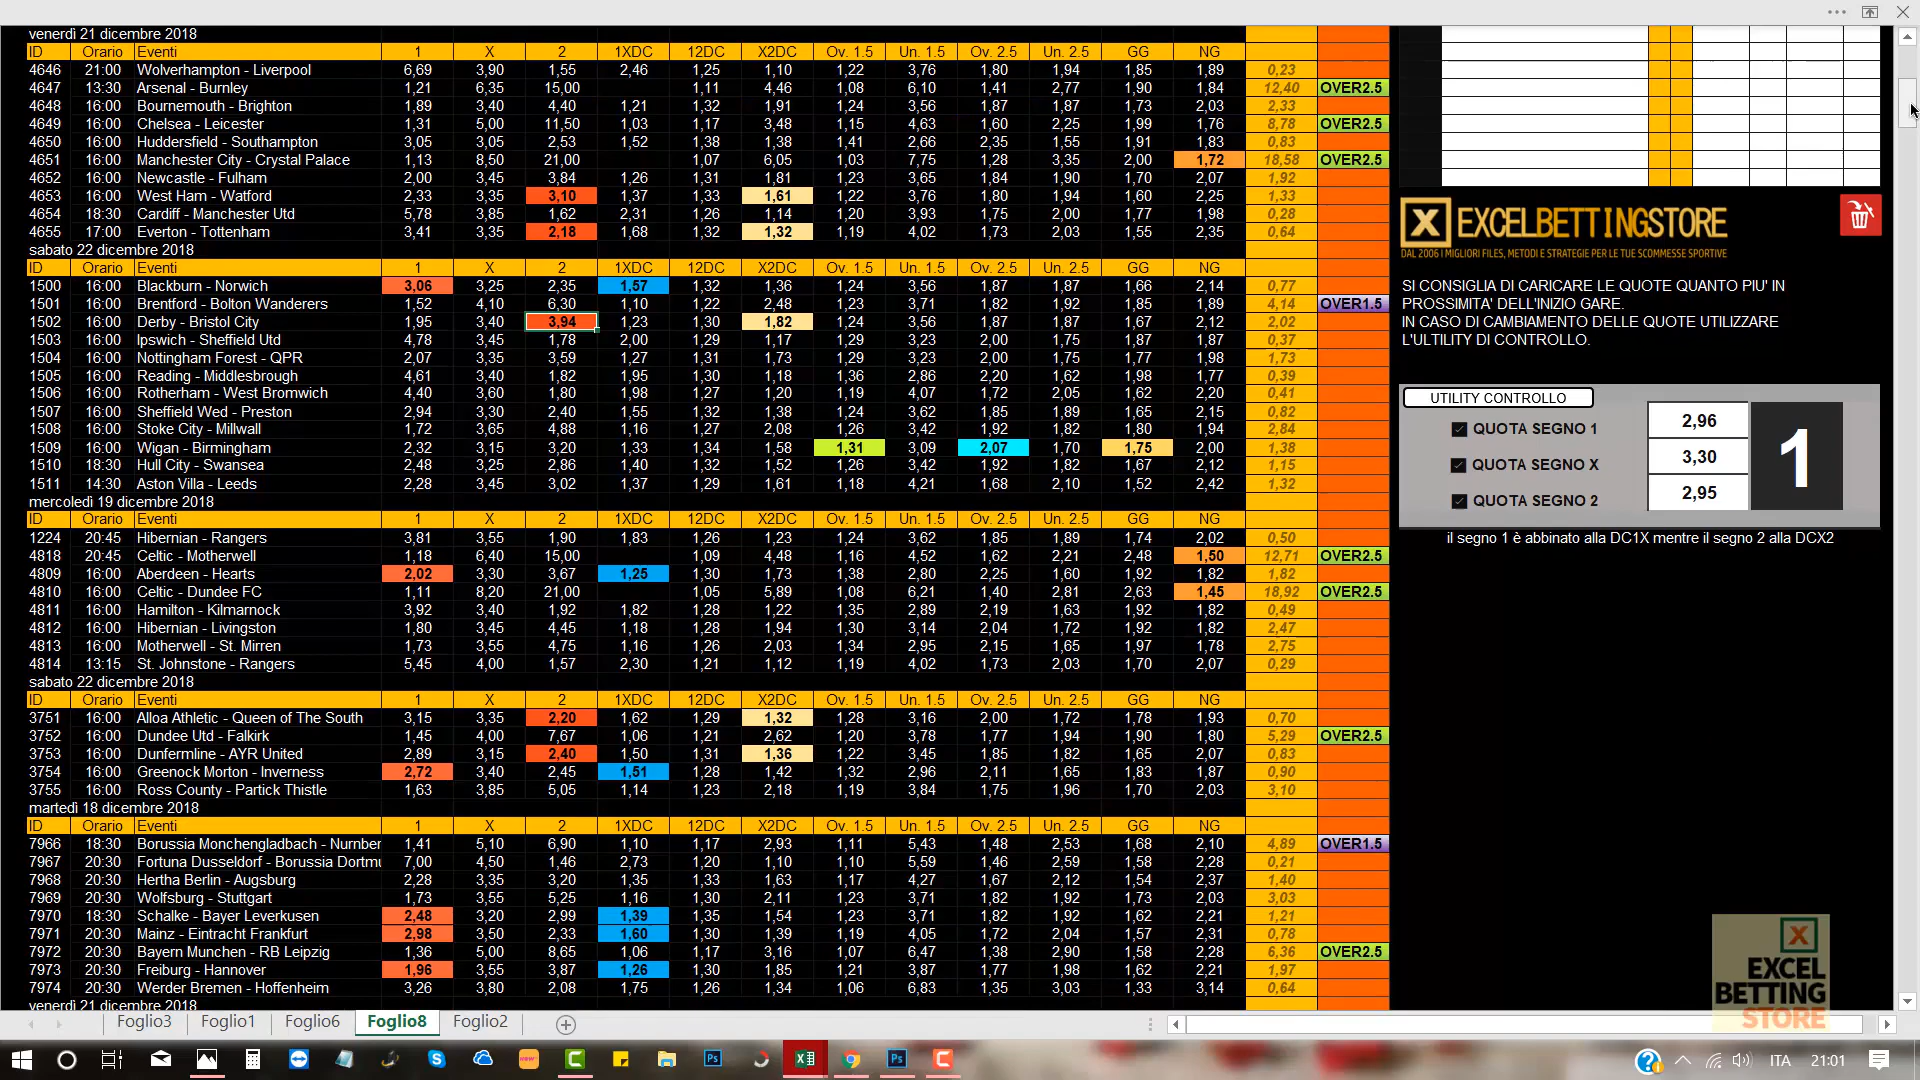 venerdì 21 dicembre 2018
ID Orario Eventi 1 X 2 1XDC 12DC X2DC Ov. 1.5 Un. 1.5 Ov. 2.5 Un. 2.5 GG NG
4646 21:00 Wolverhampton - Liverpool 6,69 3,90 1,55 2,46 1,25 1,10 1,22 3,76 1,80 1,94 1,85 1,89 0,23
4647 13:30 Arsenal - Burnley 1,21 6,35 15,00 1,11 4,46 1,08 6,10 1,41 2,77 1,90 1,84 12,40 OVER2.5
4648 16:00 Bournemouth - Brighton 1,89 3,40 4,40 1,21 1,32 1,91 1,24 3,56 1,87 1,87 1,73 2,03 2,33
4649 16:00 Chelsea - Leicester 1,31 5,00 11,50 1,03 1,17 3,48 1,15 4,63 1,60 2,25 1,99 1,76 8,78 OVER2.5
4650 16:00 Huddersfield - Southampton 3,05 3,05 2,53 1,52 1,38 1,38 1,41 2,66 2,35 1,55 1,91 1,83 0,83
4651 16:00 Manchester City - Crystal Palace 1,13 8,50 21,00 1,07 6,05 1,03 7,75 1,28 3,35 2,00 1,72 18,58 OVER2.5
4652 16:00 Newcastle - Fulham 2,00 3,45 3,84 1,26 1,31 1,81 1,23 3,65 1,84 1,90 1,70 2,07 1,92
4653 16:00 West Ham - Watford 2,33 3,35 3,10 1,37 1,33 1,61 1,22 3,76 1,80 1,94 1,60 2,25 1,33
4654 18:30 Cardiff - Manchester Utd 5,78 3,85 1,62 2,31 1,26 1,14 1,20 3,93 1,75 2,00 1,77 1,98 0,28
4655 17:00 Everton - Tottenham 3,41 3,35 2,18 1,68 1,32 1,32 1,19 4,02 1,73 2,03 1,55 2,35 0,64
sabato 22 dicembre 2018
ID Orario Eventi 1 X 2 1XDC 12DC X2DC Ov. 1.5 Un. 1.5 Ov. 2.5 Un. 2.5 GG NG
1500 16:00 Blackburn - Norwich 3,06 3,25 2,35 1,57 1,32 1,36 1,24 3,56 1,87 1,87 1,66 2,14 0,77
1501 16:00 Brentford - Bolton Wanderers 1,52 4,10 6,30 1,10 1,22 2,48 1,23 3,71 1,82 1,92 1,85 1,89 4,14 OVER1.5
1502 16:00 Derby - Bristol City 1,95 3,40 3,94 1,23 1,30 1,82 1,24 3,56 1,87 1,87 1,67 2,12 2,02
1503 16:00 Ipswich - Sheffield Utd 4,78 3,45 1,78 2,00 1,29 1,17 1,29 3,23 2,00 1,75 1,87 1,87 0,37
1504 16:00 Nottingham Forest - QPR 2,07 3,35 3,59 1,27 1,31 1,73 1,29 3,23 2,00 1,75 1,77 1,98 1,73
1505 16:00 Reading - Middlesbrough 4,61 3,40 1,82 1,95 1,30 1,18 1,36 2,86 2,20 1,62 1,98 1,77 0,39
1506 16:00 Rotherham - West Bromwich 4,40 3,60 1,80 1,98 1,27 1,20 1,19 4,07 1,72 2,05 1,62 2,20 0,41
1507 16:00 Sheffield Wed - Preston 2,94 3,30 2,40 1,55 1,32 1,38 1,24 3,62 1,85 1,89 1,65 2,15 0,82
1508 16:00 Stoke City - Millwall 1,72 3,65 4,88 1,16 1,27 2,08 1,26 3,42 1,92 1,82 1,80 1,94 2,84
1509 16:00 Wigan - Birmingham 2,32 3,15 3,20 1,33 1,34 1,58 1,31 3,09 2,07 1,70 1,75 2,00 1,38
1510 18:30 Hull City - Swansea 2,48 3,25 2,86 1,40 1,32 1,52 1,26 3,42 1,92 1,82 1,67 2,12 1,15
1511 14:30 Aston Villa - Leeds 2,28 3,45 3,02 1,37 1,29 1,61 1,18 4,21 1,68 2,10 1,52 2,42 1,32
mercoledì 19 dicembre 2018
ID Orario Eventi 1 X 2 1XDC 12DC X2DC Ov. 1.5 Un. 1.5 Ov. 2.5 Un. 2.5 GG NG
1224 20:45 Hibernian - Rangers 3,81 3,55 1,90 1,83 1,26 1,23 1,24 3,62 1,85 1,89 1,74 2,02 0,50
4818 20:45 Celtic - Motherwell 1,18 6,40 15,00 1,09 4,48 1,16 4,52 1,62 2,21 2,48 1,50 12,71 OVER2.5
4809 16:00 Aberdeen - Hearts 2,02 3,30 3,67 1,25 1,30 1,73 1,38 2,80 2,25 1,60 1,92 1,82 1,82
4810 16:00 Celtic - Dundee FC 1,11 8,20 21,00 1,05 5,89 1,08 6,21 1,40 2,81 2,63 1,45 18,92 OVER2.5
4811 16:00 Hamilton - Kilmarnock 3,92 3,40 1,92 1,82 1,28 1,22 1,35 2,89 2,19 1,63 1,92 1,82 0,49
4812 16:00 Hibernian - Livingston 1,80 3,45 4,45 1,18 1,28 1,94 1,30 3,14 2,04 1,72 1,92 1,82 2,47
4813 16:00 Motherwell - St. Mirren 1,73 3,55 4,75 1,16 1,26 2,03 1,34 2,95 2,15 1,65 1,97 1,78 2,75
4814 13:15 St. Johnstone - Rangers 5,45 4,00 1,57 2,30 1,21 1,12 1,19 4,02 1,73 2,03 1,70 2,07 0,29
sabato 22 dicembre 2018
ID Orario Eventi 1 X 2 1XDC 12DC X2DC Ov. 1.5 Un. 1.5 Ov. 2.5 Un. 2.5 GG NG
3751 16:00 Alloa Athletic - Queen of The South 3,15 3,35 2,20 1,62 1,29 1,32 1,28 3,16 2,00 1,72 1,78 1,93 0,70
3752 16:00 Dundee Utd - Falkirk 1,45 4,00 7,67 1,06 1,21 2,62 1,20 3,78 1,77 1,94 1,90 1,80 5,29 OVER2.5
3753 16:00 Dunfermline - AYR United 2,89 3,15 2,40 1,50 1,31 1,36 1,22 3,45 1,85 1,82 1,65 2,07 0,83
3754 16:00 Greenock Morton - Inverness 2,72 3,40 2,45 1,51 1,28 1,42 1,32 2,96 2,11 1,65 1,83 1,87 0,90
3755 16:00 Ross County - Partick Thistle 1,63 3,85 5,05 1,14 1,23 2,18 1,19 3,84 1,75 1,96 1,70 2,03 3,10
martedì 18 dicembre 2018
ID Orario Eventi 1 X 2 1XDC 12DC X2DC Ov. 1.5 Un. 1.5 Ov. 2.5 Un. 2.5 GG NG
7966 18:30 Borussia Monchengladbach - Nurnber 1,41 5,10 6,90 1,10 1,17 2,93 1,11 5,43 1,48 2,53 1,68 2,10 4,89 OVER1.5
7967 20:30 Fortuna Dusseldorf - Borussia Dortmu 7,00 4,50 1,46 2,73 1,20 1,10 1,10 5,59 1,46 2,59 1,58 2,28 0,21
7968 20:30 Hertha Berlin - Augsburg 2,28 3,35 3,20 1,35 1,33 1,63 1,17 4,27 1,67 2,12 1,54 2,37 1,40
7969 20:30 Wolfsburg - Stuttgart 1,73 3,55 5,25 1,16 1,30 2,11 1,23 3,71 1,82 1,92 1,73 2,03 3,03
7970 18:30 Schalke - Bayer Leverkusen 2,48 3,20 2,99 1,39 1,35 1,54 1,23 3,71 1,82 1,92 1,62 2,21 1,21
7971 20:30 Mainz - Eintracht Frankfurt 2,98 3,50 2,33 1,60 1,30 1,39 1,19 4,05 1,72 2,04 1,57 2,31 0,78
7972 20:30 Bayern Munchen - RB Leipzig 1,36 5,00 8,65 1,06 1,17 3,16 1,07 6,47 1,38 2,90 1,58 2,28 6,36 OVER2.5
7973 20:30 Freiburg - Hannover 1,96 3,55 3,87 1,26 1,30 1,85 1,21 3,87 1,77 1,98 1,62 2,21 1,97
7974 20:30 Werder Bremen - Hoffenheim 3,26 3,80 2,08 1,75 1,26 1,34 1,06 6,83 1,35 3,03 1,33 3,14 0,64
venerdì 21 dicembre 2018
X EXCELBETTINGSTORE
DAL 2006 I MIGLIORI FILES, METODI E STRATEGIE PER LE TUE SCOMMESSE SPORTIVE
SI CONSIGLIA DI CARICARE LE QUOTE QUANTO PIU' IN
PROSSIMITA' DELL'INIZIO GARE.
IN CASO DI CAMBIAMENTO DELLE QUOTE UTILIZZARE
L'ULTILITY DI CONTROLLO.
UTILITY CONTROLLO
QUOTA SEGNO 1 2,96
QUOTA SEGNO X 3,30
QUOTA SEGNO 2 2,95
1
il segno 1 è abbinato alla DC1X mentre il segno 2 alla DCX2
X
EXCEL
BETTING
STORE
Foglio3 Foglio1 Foglio6 Foglio8 Foglio2
ITA 21:01